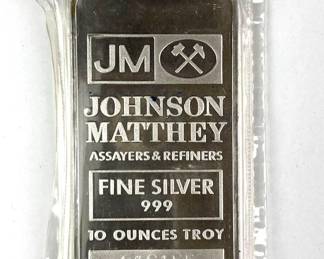 JM
JOHNSON
MATTHEY
ASSAYERS & REFINERS
FINE SILVER
999
10 OUNCES TROY